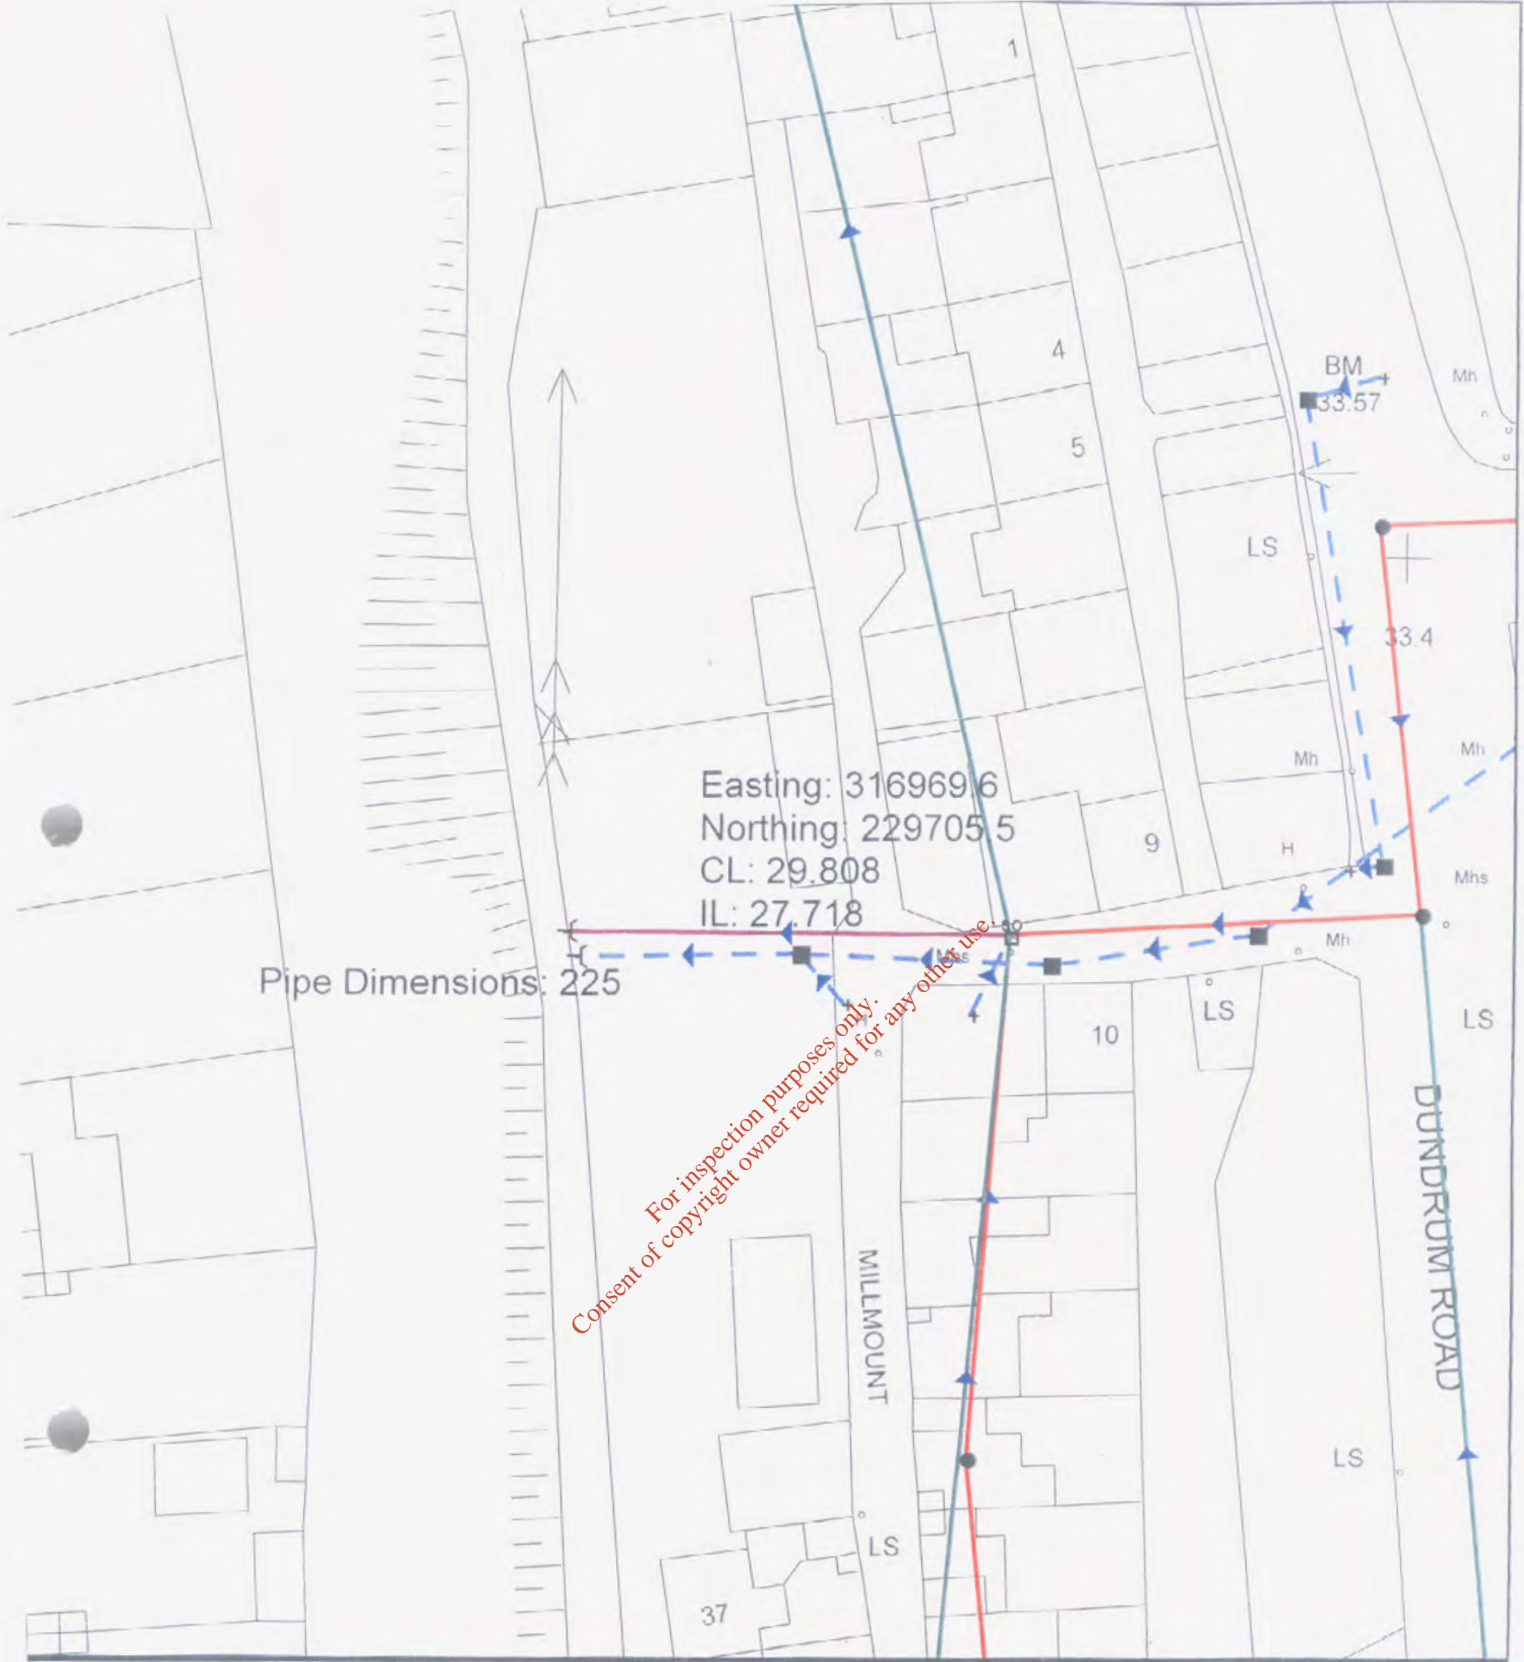 1
4
BM
Mh
33.57
5
LS
33.4
Mh
Mh
Easting: 316969.6
Northing: 229705.5
CL: 29.808
IL: 27.718
9
H
Mhs
Mh
Pipe Dimensions: 225
LS
LS
10
For inspection purposes only.
Consent of copyright owner required for any other use.
DUNDRUM ROAD
MILLMOUNT
LS
LS
37